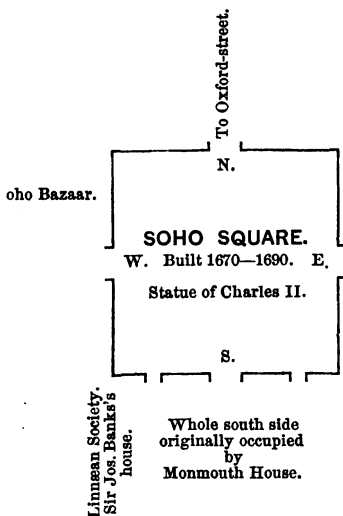 To Oxford-street.
N.
oho Bazaar.
SOHO SQUARE.
W. Built 1670—1690. E.
Statue of Charles II.
S.
Linnæan Society.
Sir Jos. Banks's
house.
Whole south side
originally occupied
by
Monmouth House.